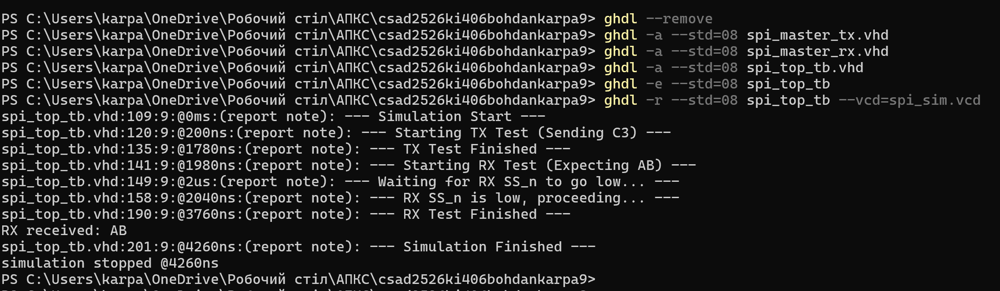 PS C:\Users\karpa\OneDrive\Робочий стіл\АПКС\csad2526ki406bohdankarpa9> ghdl --remove
PS C:\Users\karpa\OneDrive\Робочий стіл\АПКС\csad2526ki406bohdankarpa9> ghdl -a --std=08 spi_master_tx.vhd
PS C:\Users\karpa\OneDrive\Робочий стіл\АПКС\csad2526ki406bohdankarpa9> ghdl -a --std=08 spi_master_rx.vhd
PS C:\Users\karpa\OneDrive\Робочий стіл\АПКС\csad2526ki406bohdankarpa9> ghdl -a --std=08 spi_top_tb.vhd
PS C:\Users\karpa\OneDrive\Робочий стіл\АПКС\csad2526ki406bohdankarpa9> ghdl -e --std=08 spi_top_tb
PS C:\Users\karpa\OneDrive\Робочий стіл\АПКС\csad2526ki406bohdankarpa9> ghdl -r --std=08 spi_top_tb --vcd=spi_sim.vcd
spi_top_tb.vhd:109:9:@0ms:(report note): --- Simulation Start ---
spi_top_tb.vhd:120:9:@200ns:(report note): --- Starting TX Test (Sending C3) ---
spi_top_tb.vhd:135:9:@1780ns:(report note): --- TX Test Finished ---
spi_top_tb.vhd:141:9:@1980ns:(report note): --- Starting RX Test (Expecting AB) ---
spi_top_tb.vhd:149:9:@2us:(report note): --- Waiting for RX SS_n to go low... ---
spi_top_tb.vhd:158:9:@2040ns:(report note): --- RX SS_n is low, proceeding... ---
spi_top_tb.vhd:190:9:@3760ns:(report note): --- RX Test Finished ---
RX received: AB
spi_top_tb.vhd:201:9:@4260ns:(report note): --- Simulation Finished ---
simulation stopped @4260ns
PS C:\Users\karpa\OneDrive\Робочий стіл\АПКС\csad2526ki406bohdankarpa9>